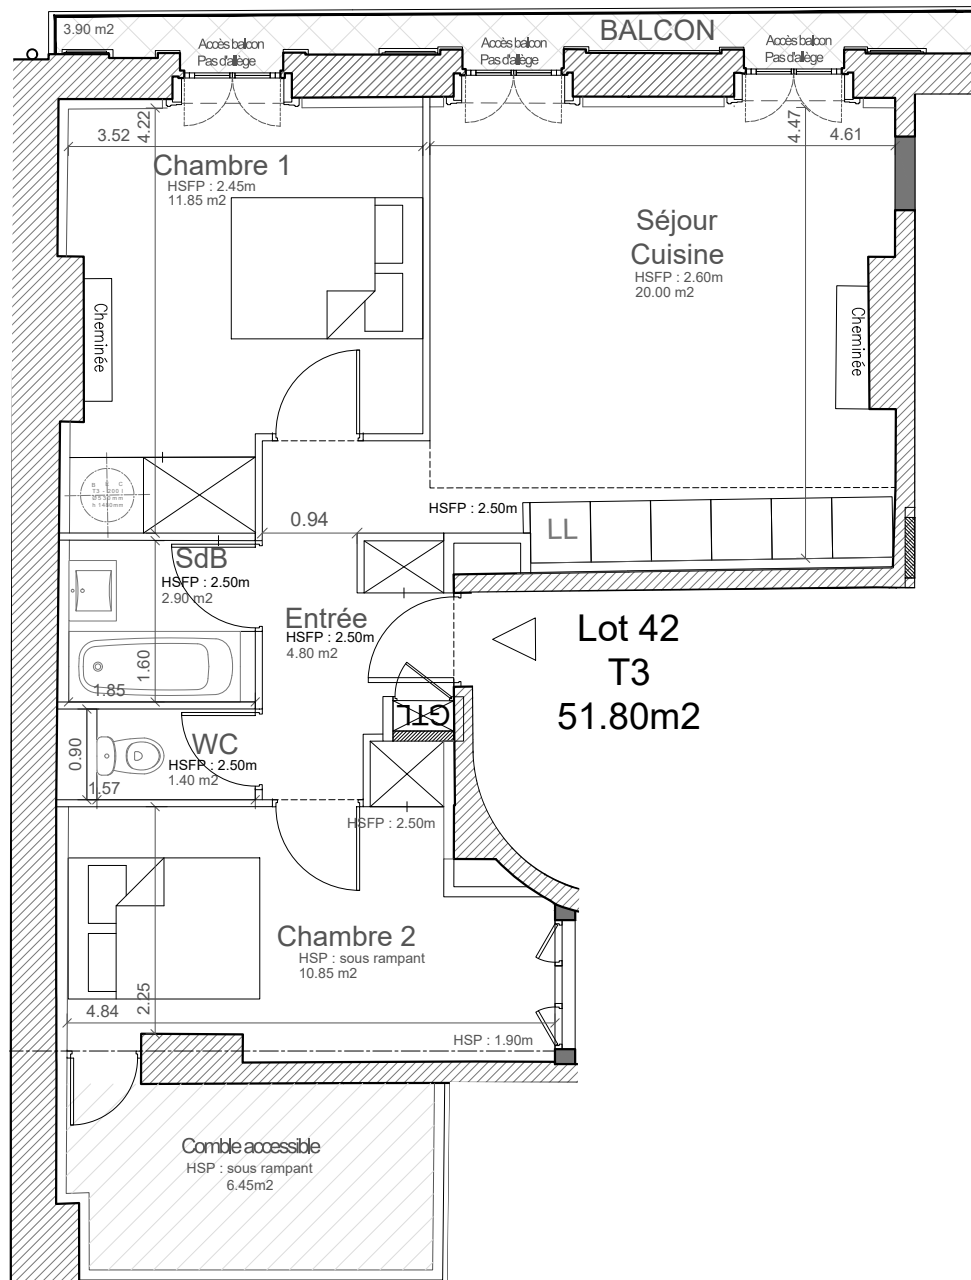 3.90 m2
BALCON
Accès balcon
Pas d'allège
Accès balcon
Pas d'allège
Accès balcon
Pas d'allège
3.52
4.22
4.47
4.61
Chambre 1
HSFP : 2.45m
11.85 m2
Séjour
Cuisine
HSFP : 2.60m
20.00 m2
Cheminée
Cheminée
B E C
HSFP : 2.50m
LL
0.94
SdB
HSFP : 2.50m
2.90 m2
Entrée
HSFP : 2.50m
4.80 m2
Lot 42
T3
51.80m2
1.60
1.85
GTL
WC
HSFP : 2.50m
1.40 m2
0.90
1.57
HSFP : 2.50m
Chambre 2
HSP : sous rampant
10.85 m2
4.84
2.25
HSP : 1.90m
Comble accessible
HSP : sous rampant
6.45m2